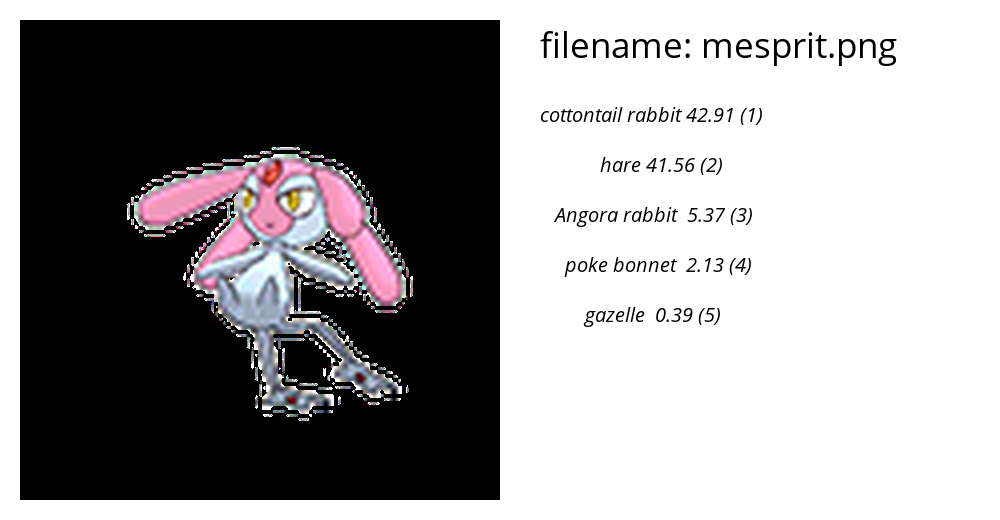 filename: mesprit.png
cottontail rabbit 42.91 (1)
hare 41.56 (2)
Angora rabbit 5.37 (3)
poke bonnet 2.13 (4)
gazelle 0.39 (5)